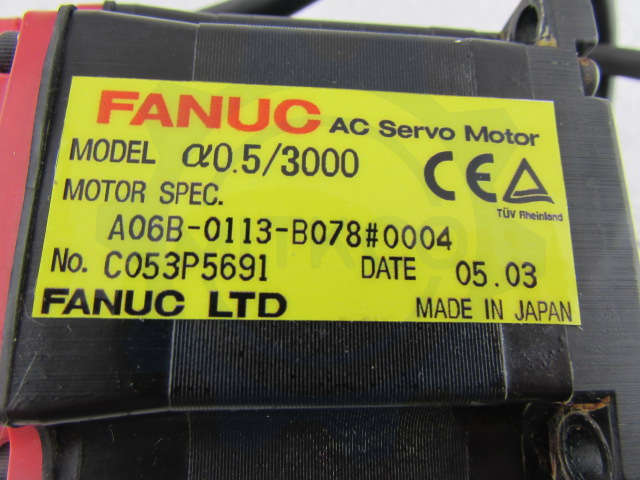 FANUC AC Servo Motor
MODEL α0.5/3000
CE
TÜV Rheinland
MOTOR SPEC.
A06B-0113-B078#0004
No. C053P5691 DATE 05.03
FANUC LTD MADE IN JAPAN